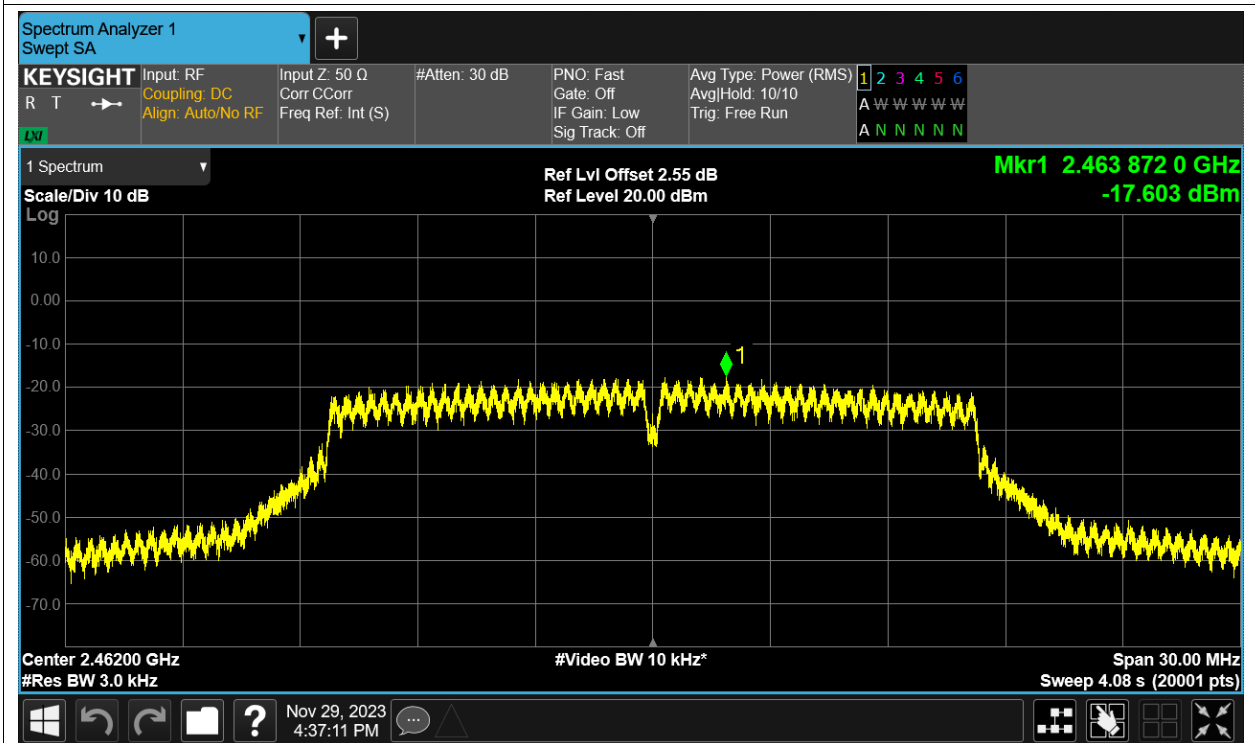 Spectrum Analyzer 1
Swept SA
+
KEYSIGHT Input: RF Input Z: 50 Ω #Atten: 30 dB PNO: Fast Avg Type: Power (RMS) 1 2 3 4 5 6
R T Coupling: DC Corr CCorr Gate: Off Avg|Hold: 10/10 A W W W W W
Align: Auto/No RF Freq Ref: Int (S) IF Gain: Low Trig: Free Run
LXI Sig Track: Off A N N N N N
1 Spectrum
Ref Lvl Offset 2.55 dB Mkr1 2.463 872 0 GHz
Scale/Div 10 dB Ref Level 20.00 dBm -17.603 dBm
Log
10.0
0.00
-10.0
1
-20.0
-30.0
-40.0
-50.0
-60.0
-70.0
Center 2.46200 GHz #Video BW 10 kHz* Span 30.00 MHz
#Res BW 3.0 kHz Sweep 4.08 s (20001 pts)
? Nov 29, 2023
4:37:11 PM